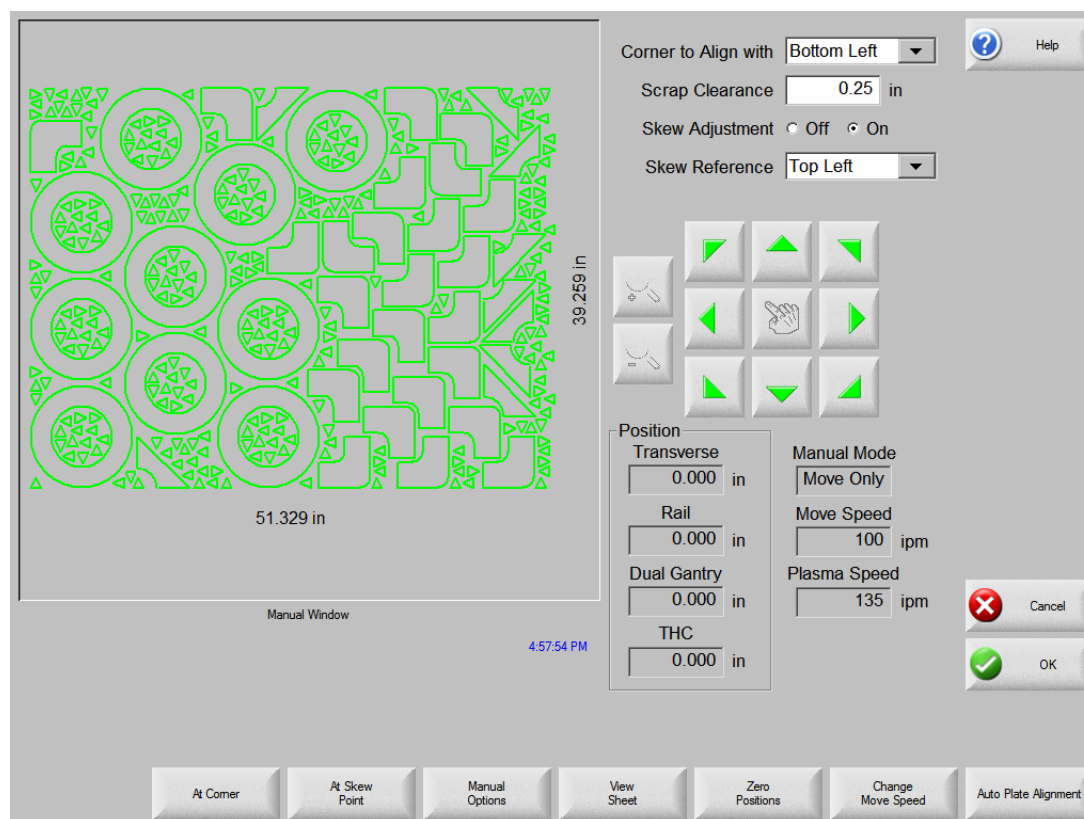 Corner to Align with Bottom Left
Help
Scrap Clearance 0.25 in
Skew Adjustment Off On
Skew Reference Top Left
39.259 in
51.329 in
Manual Window
4:57:54 PM
Position
Transverse
0.000 in
Rail
0.000 in
Dual Gantry
0.000 in
THC
0.000 in
Manual Mode
Move Only
Move Speed
100 ipm
Plasma Speed
135 ipm
Cancel
OK
At Corner
At Skew
Point
Manual
Options
View
Sheet
Zero
Positions
Change
Move Speed
Auto Plate Alignment